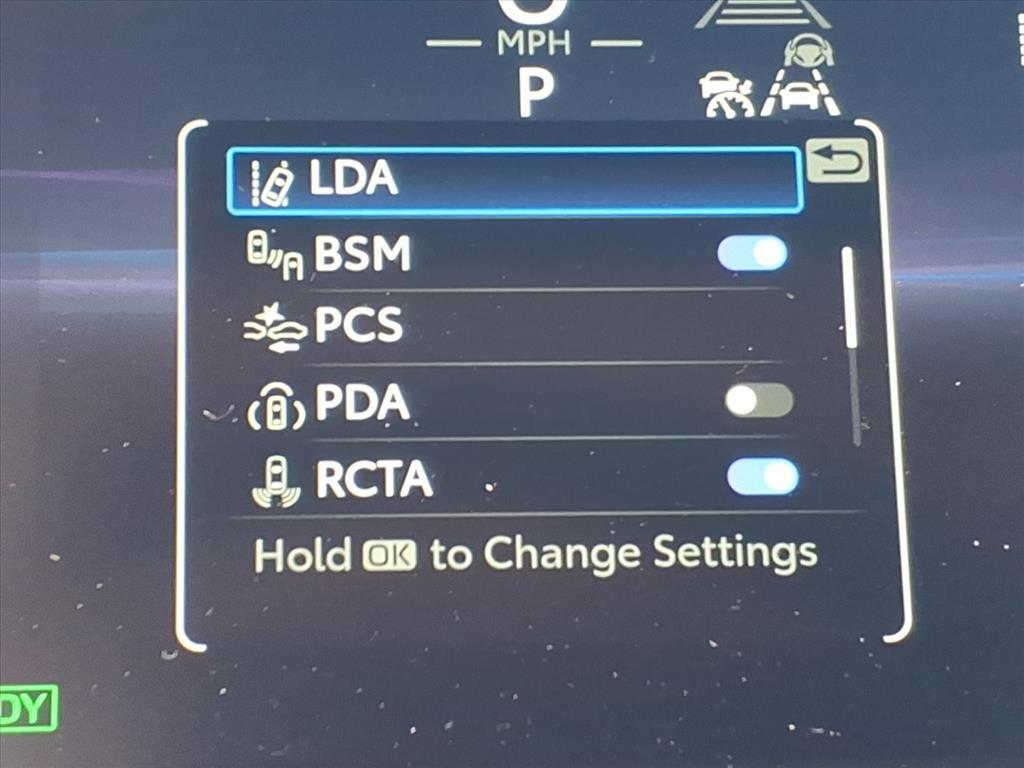 MPH
P
LDA
BSM
PCS
PDA
RCTA
Hold OK to Change Settings
DY